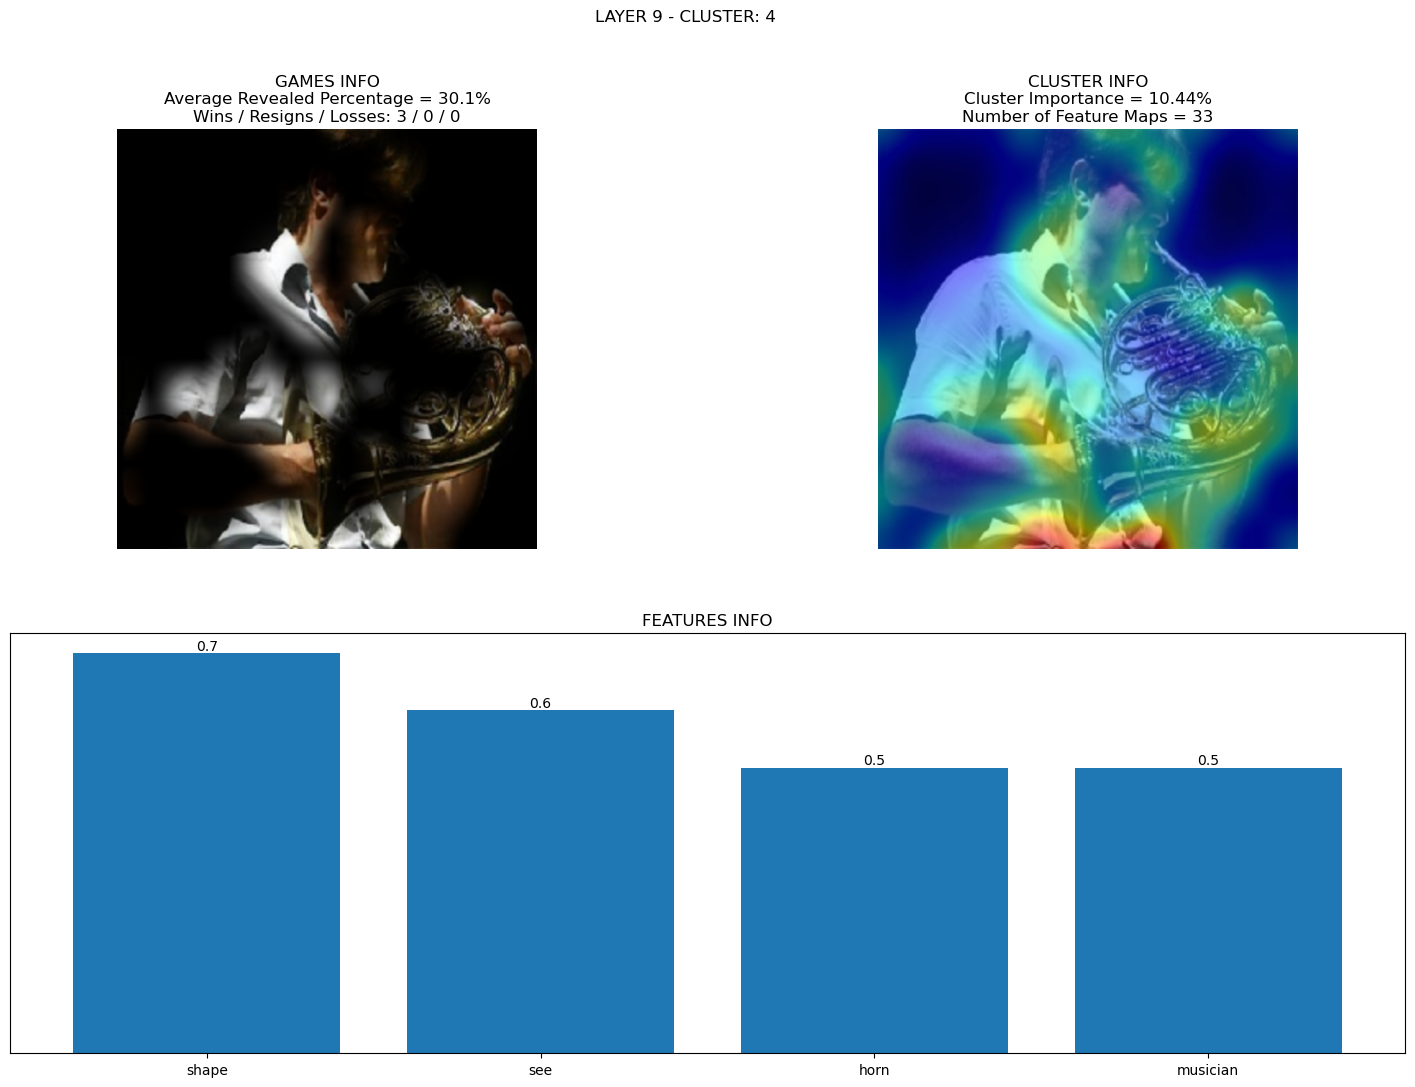 LAYER 9 - CLUSTER: 4
GAMES INFO
Average Revealed Percentage = 30.1%
Wins / Resigns / Losses: 3 / 0 / 0
CLUSTER INFO
Cluster Importance = 10.44%
Number of Feature Maps = 33
FEATURES INFO
0.7
0.6
0.5
0.5
shape
see
horn
musician